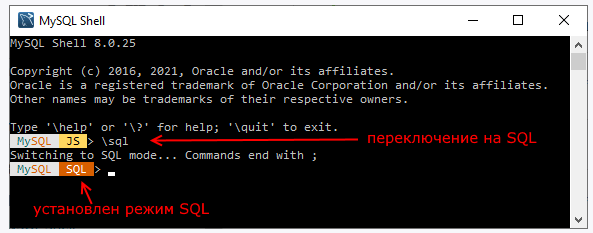 MySQL Shell
MySQL Shell 8.0.25
Copyright (c) 2016, 2021, Oracle and/or its affiliates.
Oracle is a registered trademark of Oracle Corporation and/or its affiliates.
Other names may be trademarks of their respective owners.
Type '\help' or '\?' for help; '\quit' to exit.
MySQL JS > \sql
переключение на SQL
Switching to SQL mode... Commands end with ;
MySQL SQL >
установлен режим SQL